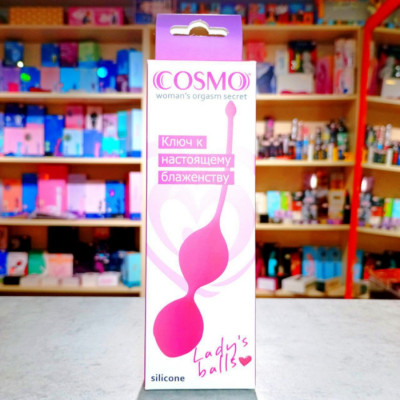 COSMO
woman's orgasm secret
Ключ к
настоящему
блаженству
Lady's
balls
silicone